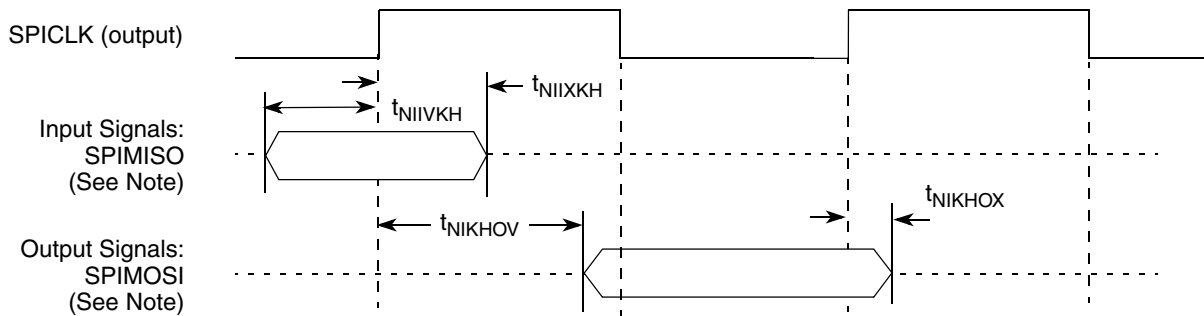 SPICLK (output)
tNIIXKH
tNIIVKH
Input Signals:
SPIMISO
(See Note)
tNIKHOX
tNIKHOV
Output Signals:
SPIMOSI
(See Note)